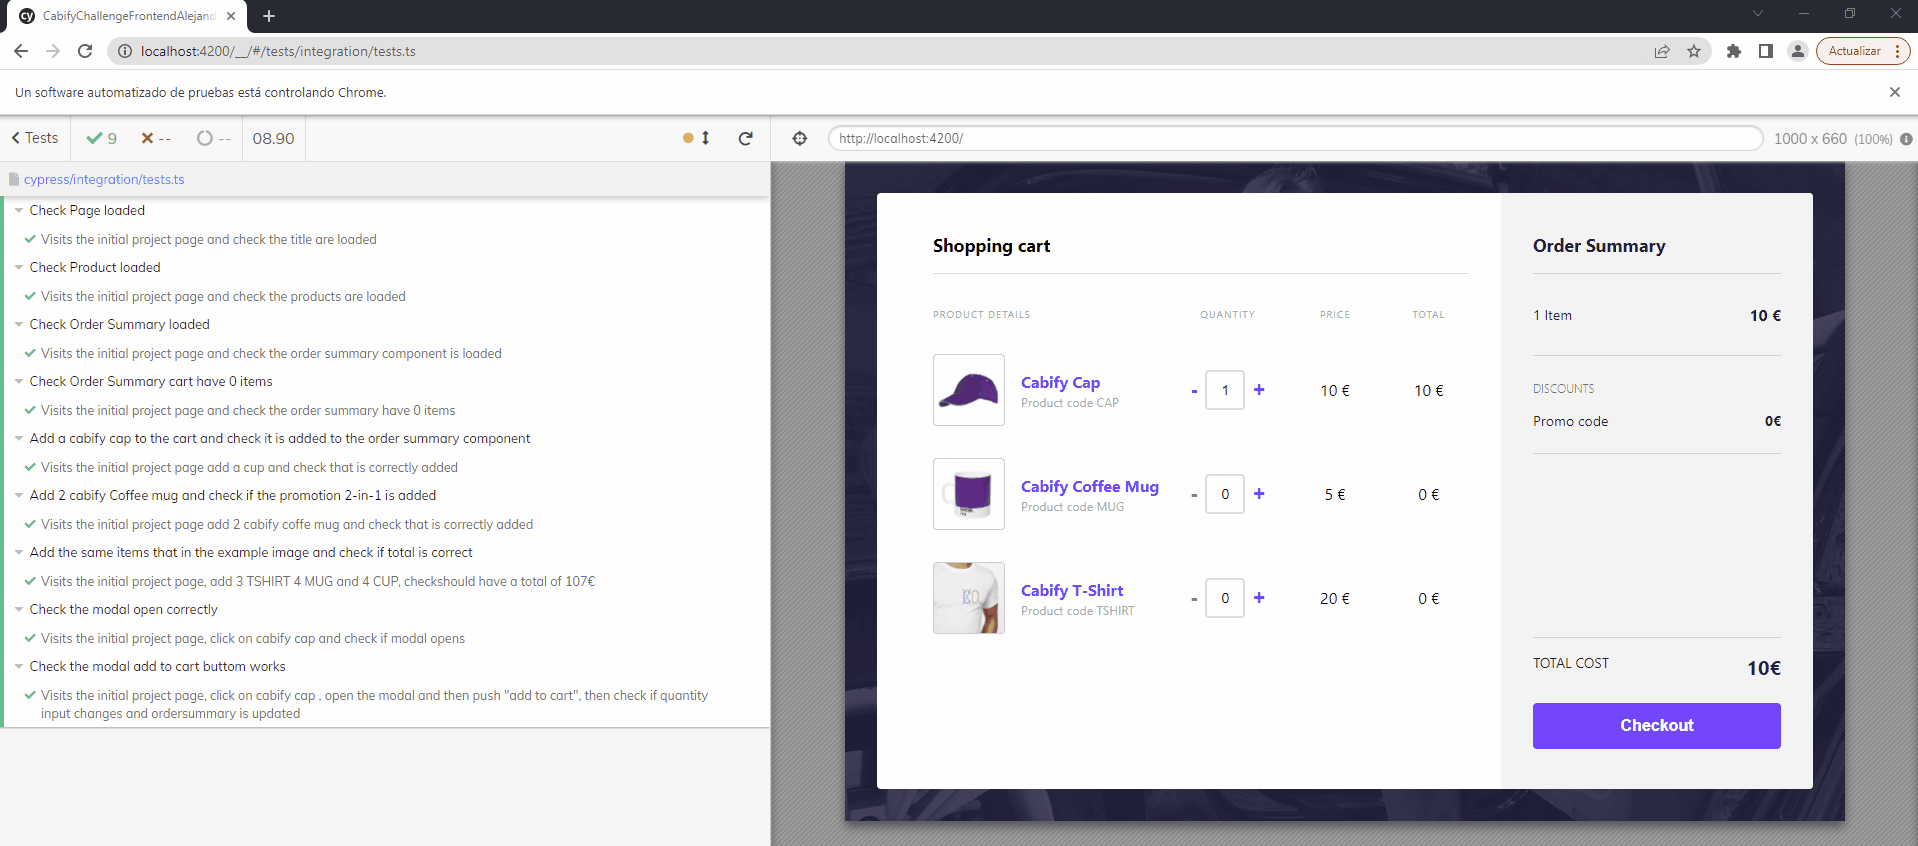 CabifyChallengeFrontendAlejand
localhost:4200/__/#/tests/integration/tests.ts
Actualizar
Un software automatizado de pruebas está controlando Chrome.
Tests 9 -- -- 08.90
http://localhost:4200/ 1000 x 660 (100%)
cypress/integration/tests.ts
Check Page loaded
Visits the initial project page and check the title are loaded
Check Product loaded
Visits the initial project page and check the products are loaded
Check Order Summary loaded
Visits the initial project page and check the order summary component is loaded
Check Order Summary cart have 0 items
Visits the initial project page and check the order summary have 0 items
Add a cabify cap to the cart and check it is added to the order summary component
Visits the initial project page add a cup and check that is correctly added
Add 2 cabify Coffee mug and check if the promotion 2-in-1 is added
Visits the initial project page add 2 cabify coffe mug and check that is correctly added
Add the same items that in the example image and check if total is correct
Visits the initial project page, add 3 TSHIRT 4 MUG and 4 CUP, checkshould have a total of 107€
Check the modal open correctly
Visits the initial project page, click on cabify cap and check if modal opens
Check the modal add to cart buttom works
Visits the initial project page, click on cabify cap , open the modal and then push "add to cart", then check if quantity
input changes and ordersummary is updated
Shopping cart
PRODUCT DETAILS QUANTITY PRICE TOTAL
Cabify Cap
Product code CAP
- 1 + 10 € 10 €
Cabify Coffee Mug
Product code MUG
- 0 + 5 € 0 €
Cabify T-Shirt
Product code TSHIRT
- 0 + 20 € 0 €
Order Summary
1 Item 10 €
DISCOUNTS
Promo code 0€
TOTAL COST 10€
Checkout